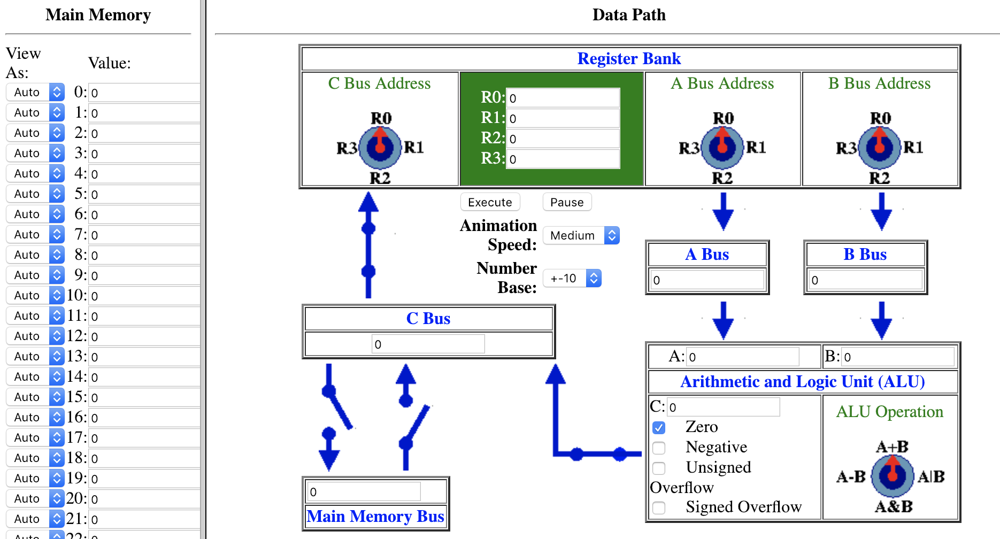 Main Memory
View As:
Value:
Auto 0: 0
Auto 1: 0
Auto 2: 0
Auto 3: 0
Auto 4: 0
Auto 5: 0
Auto 6: 0
Auto 7: 0
Auto 8: 0
Auto 9: 0
Auto 10: 0
Auto 11: 0
Auto 12: 0
Auto 13: 0
Auto 14: 0
Auto 15: 0
Auto 16: 0
Auto 17: 0
Auto 18: 0
Auto 19: 0
Auto 20: 0
Auto 21: 0
Auto 22: 0
Data Path
Register Bank
C Bus Address
R0
R3 R1
R2
R0: 0
R1: 0
R2: 0
R3: 0
A Bus Address
R0
R3 R1
R2
B Bus Address
R0
R3 R1
R2
Execute Pause
Animation Speed: Medium
Number Base: +-10
A Bus
0
B Bus
0
C Bus
0
A: 0 B: 0
Arithmetic and Logic Unit (ALU)
C: 0
Zero
Negative
Unsigned
Overflow
Signed Overflow
ALU Operation
A+B
A-B A|B
A&B
0
Main Memory Bus